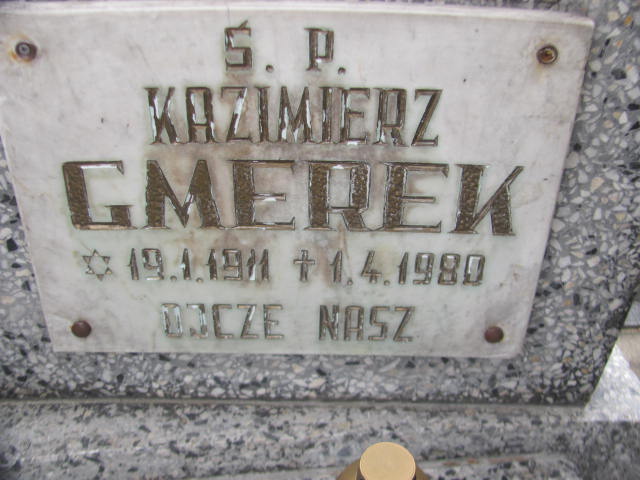 Ś. P.
KAZIMIERZ
GMEREK
✡ 19.1.1911 † 1.4.1980
OJCZE NASZ